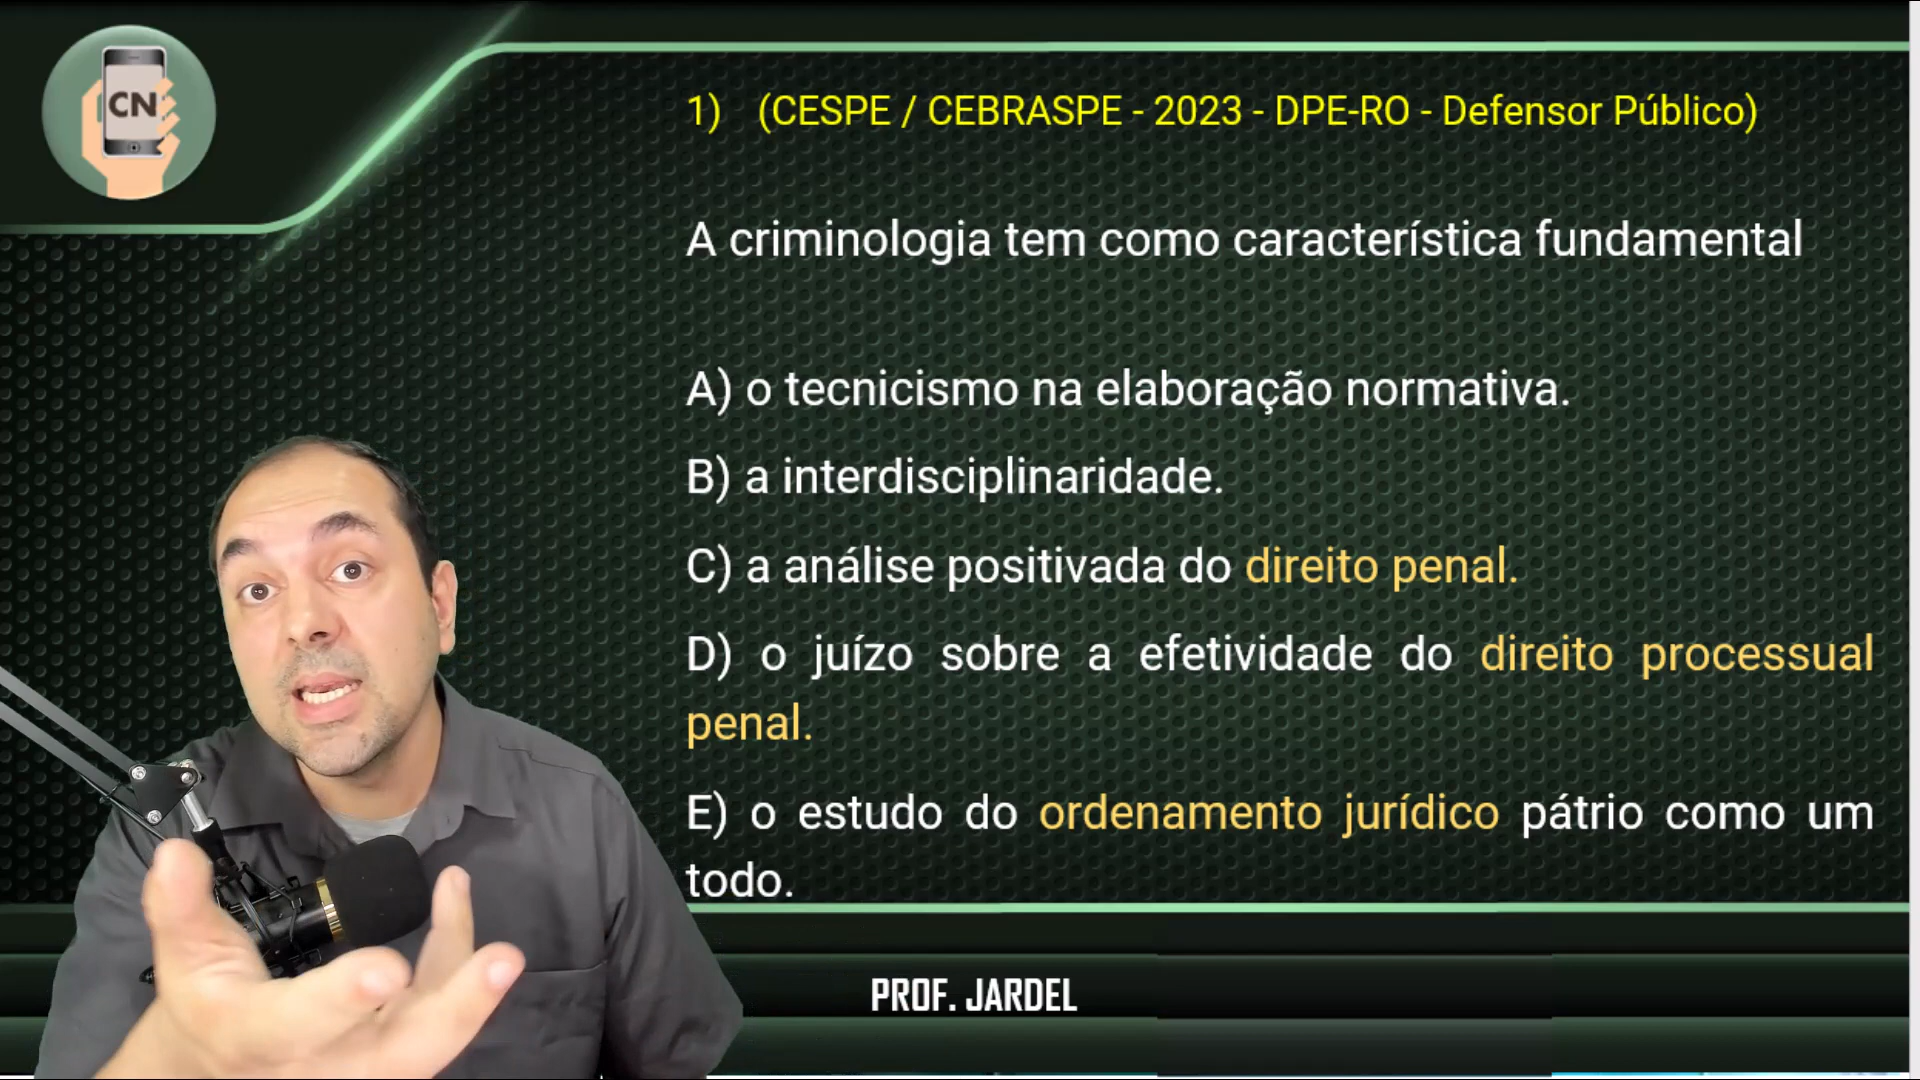 CN
1) (CESPE / CEBRASPE - 2023 - DPE-RO - Defensor Público)
A criminologia tem como característica fundamental
A) o tecnicismo na elaboração normativa.
B) a interdisciplinaridade.
C) a análise positivada do direito penal.
D) o juízo sobre a efetividade do direito processual
penal.
E) o estudo do ordenamento jurídico pátrio como um
todo.
PROF. JARDEL